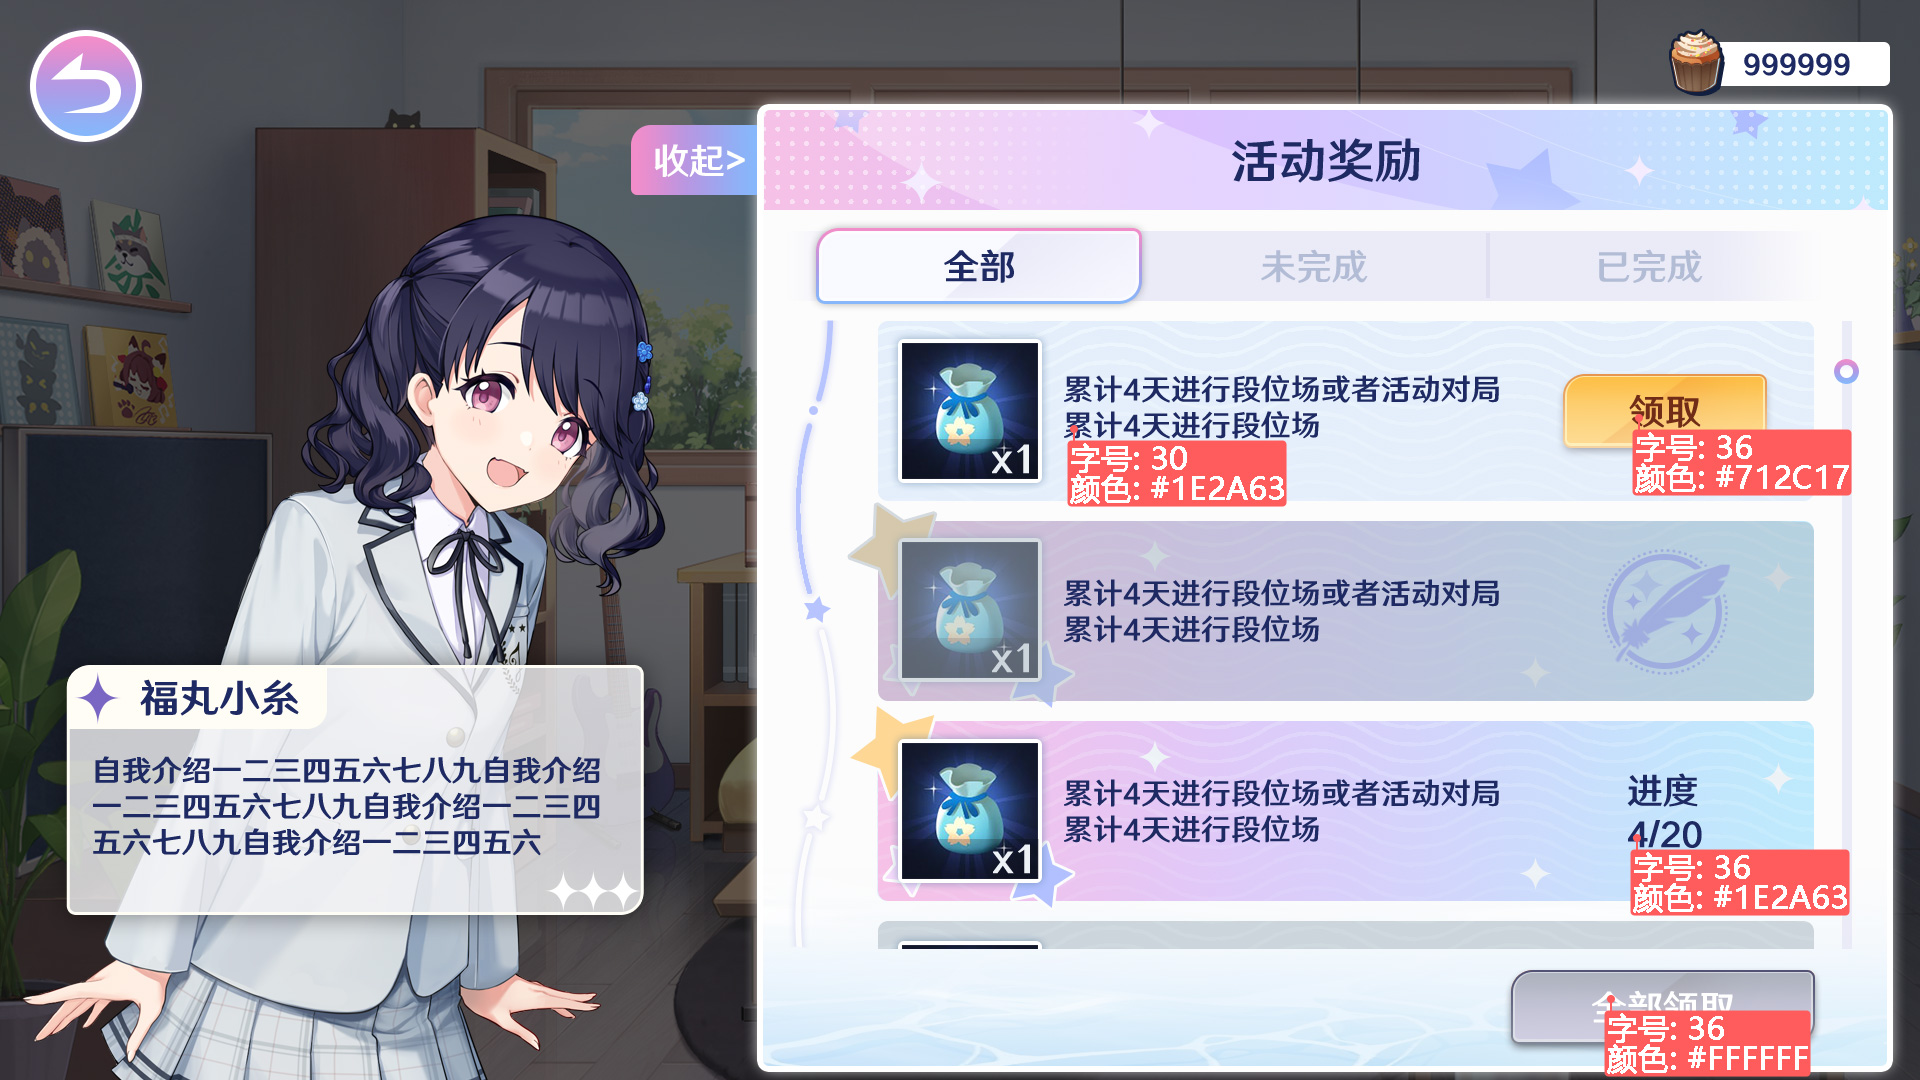 999999
收起>
活动奖励
全部
未完成
已完成
累计4天进行段位场或者活动对局
累计4天进行段位场
x1
领取
字号: 30
颜色: #1E2A63
字号: 36
颜色: #712C17
累计4天进行段位场或者活动对局
累计4天进行段位场
x1
福丸小糸
自我介绍一二三四五六七八九自我介绍
一二三四五六七八九自我介绍一二三四
五六七八九自我介绍一二三四五六
累计4天进行段位场或者活动对局
累计4天进行段位场
x1
进度
4/20
字号: 36
颜色: #1E2A63
全部领取
字号: 36
颜色: #FFFFFF